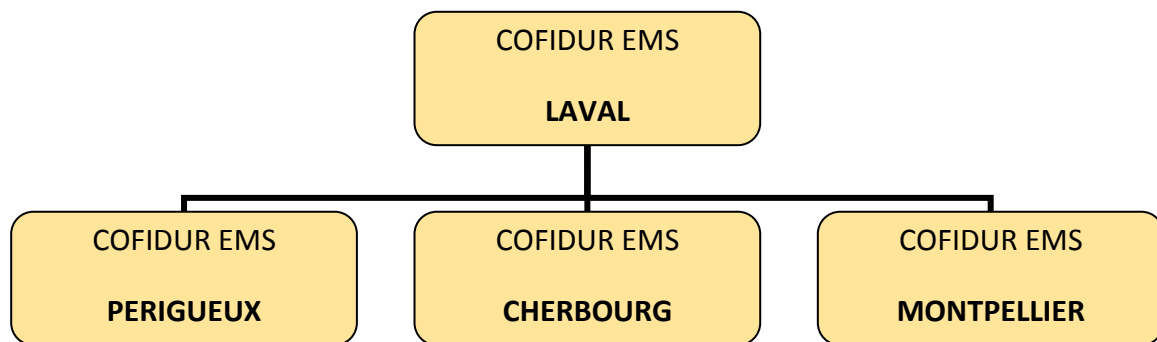 COFIDUR EMS
LAVAL
COFIDUR EMS
PERIGUEUX
COFIDUR EMS
CHERBOURG
COFIDUR EMS
MONTPELLIER